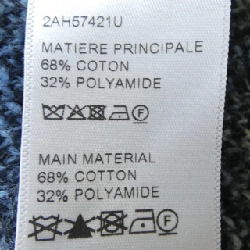 2AH57421U
MATIERE PRINCIPALE
68% COTON
32% POLYAMIDE
MAIN MATERIAL
68% COTTON
32% POLYAMIDE